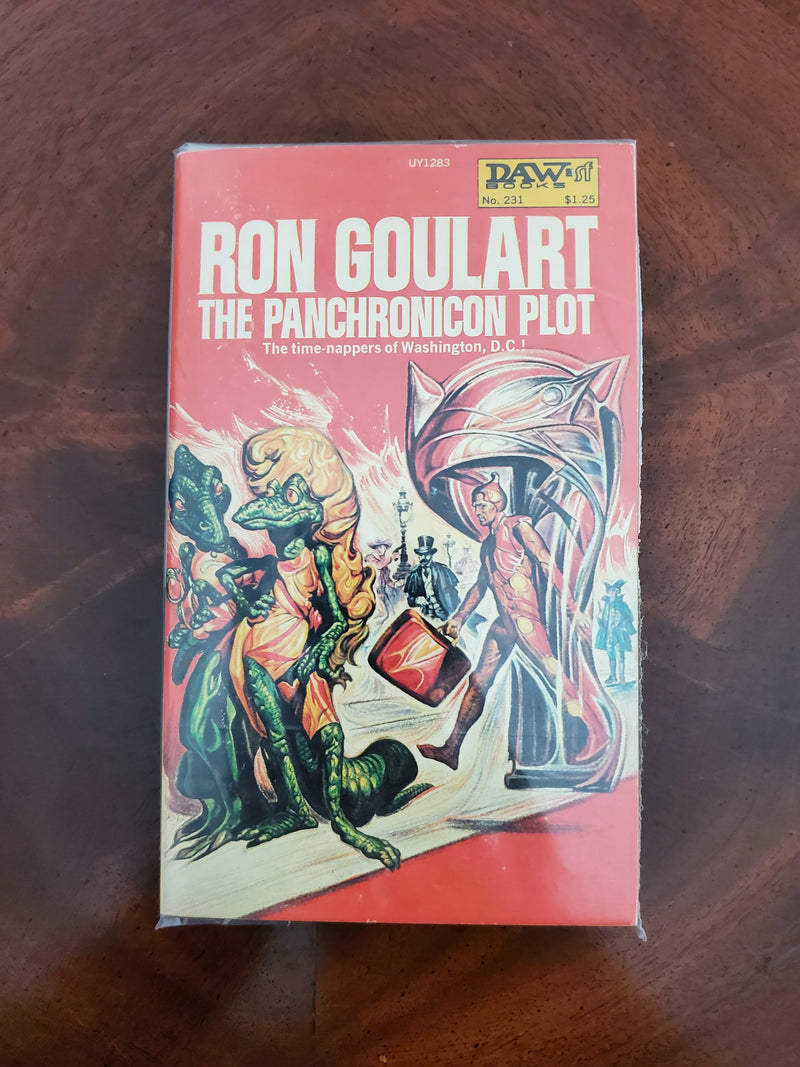 UY1283
DAW sf
BOOKS
No. 231 $1.25
RON GOULART
THE PANCHRONICON PLOT
The time-nappers of Washington, D.C.!